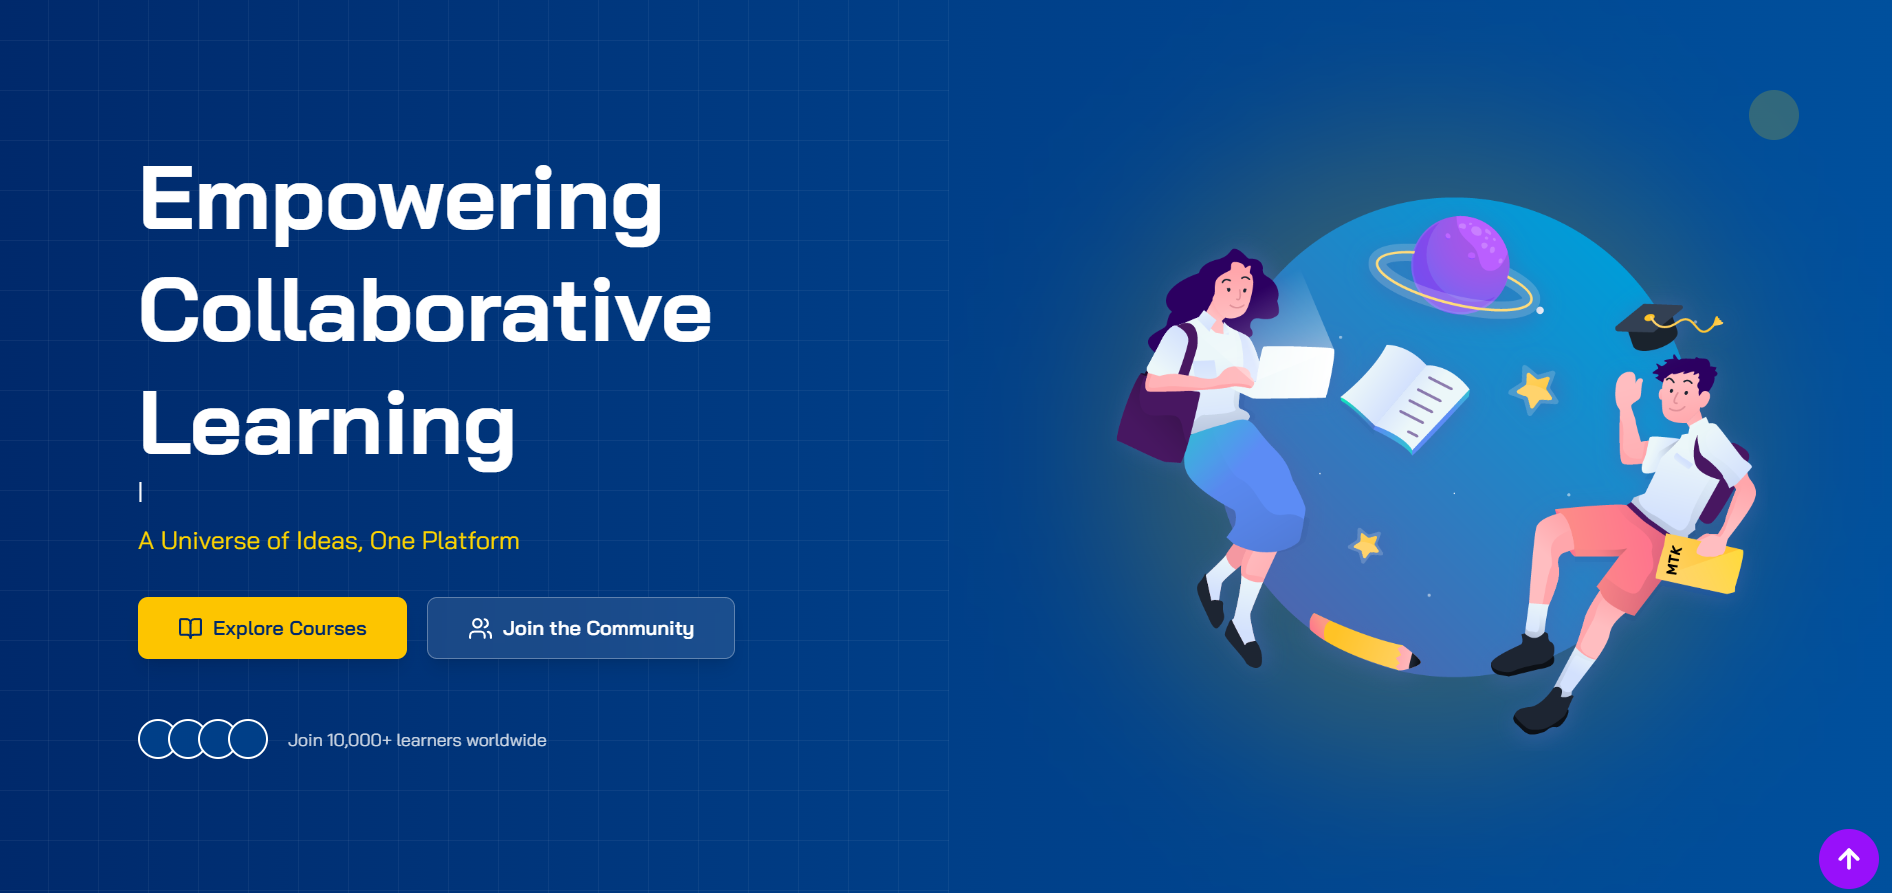 Empowering
Collaborative
Learning
A Universe of Ideas, One Platform
Explore Courses
Join the Community
Join 10,000+ learners worldwide
MTK